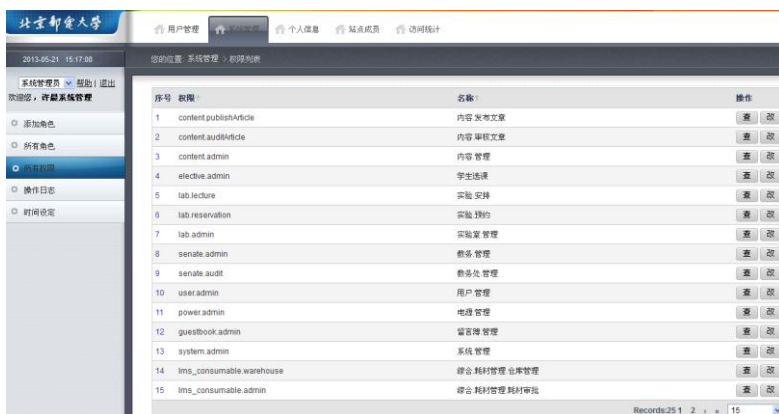 北京邮电大学
用户管理 系统管理 个人信息 站点成员 访问统计
2013-05-21 15:17:00
您的位置: 系统管理 > 权限列表
系统管理员 帮助 | 退出
欢迎您,许晨系统管理
添加角色
所有角色
所有权限
操作日志
时间设定
序号 权限 名称 操作
1 content.publishArticle 内容.发布文章 查 改
2 content.auditArticle 内容.审核文章 查 改
3 content.admin 内容.管理 查 改
4 elective.admin 学生选课 查 改
5 lab.lecture 实验.安排 查 改
6 lab.reservation 实验.预约 查 改
7 lab.admin 实验室.管理 查 改
8 senate.admin 教务.管理 查 改
9 senate.audit 教务处.管理 查 改
10 user.admin 用户.管理 查 改
11 power.admin 电源.管理 查 改
12 guestbook.admin 留言簿.管理 查 改
13 system.admin 系统.管理 查 改
14 lms_consumable.warehouse 综合.耗材管理.仓库管理 查 改
15 lms_consumable.admin 综合.耗材管理.耗材审批 查 改
Records:25 1 2 › » 15